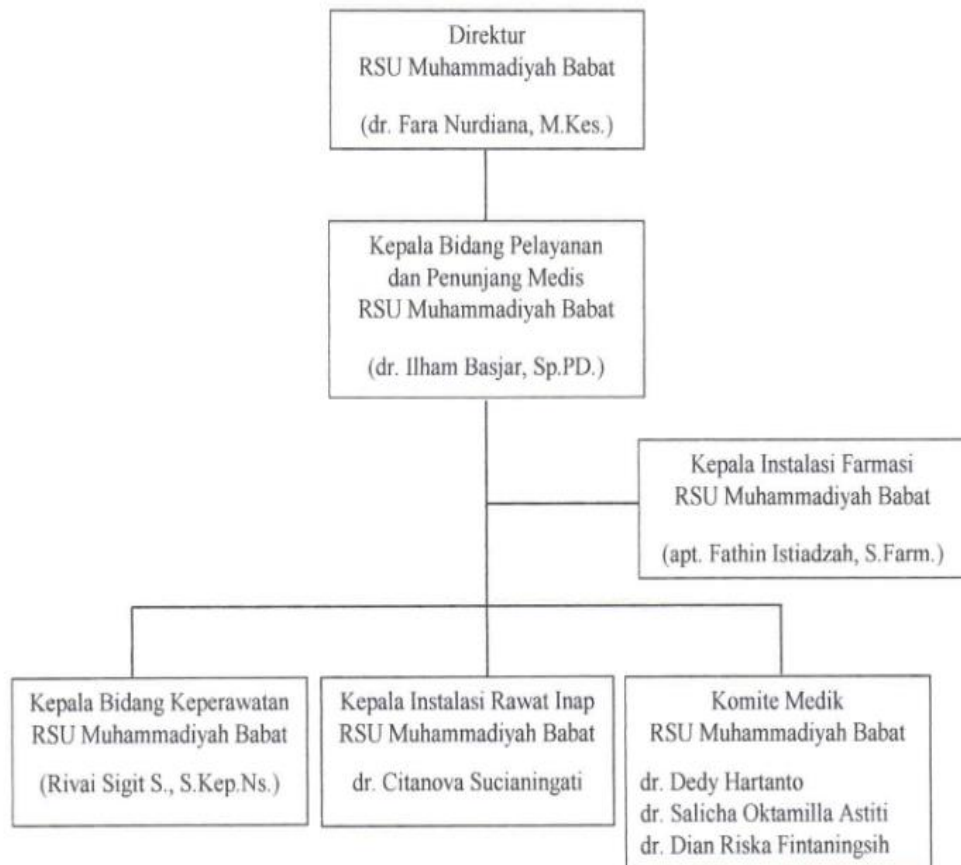 Direktur
RSU Muhammadiyah Babat
(dr. Fara Nurdiana, M.Kes.)
Kepala Bidang Pelayanan
dan Penunjang Medis
RSU Muhammadiyah Babat
(dr. Ilham Basjar, Sp.PD.)
Kepala Instalasi Farmasi
RSU Muhammadiyah Babat
(apt. Fathin Istiadzah, S.Farm.)
Kepala Bidang Keperawatan
RSU Muhammadiyah Babat
(Rivai Sigit S., S.Kep.Ns.)
Kepala Instalasi Rawat Inap
RSU Muhammadiyah Babat
dr. Citanova Sucianingati
Komite Medik
RSU Muhammadiyah Babat
dr. Dedy Hartanto
dr. Salicha Oktamilla Astiti
dr. Dian Riska Fintaningsih